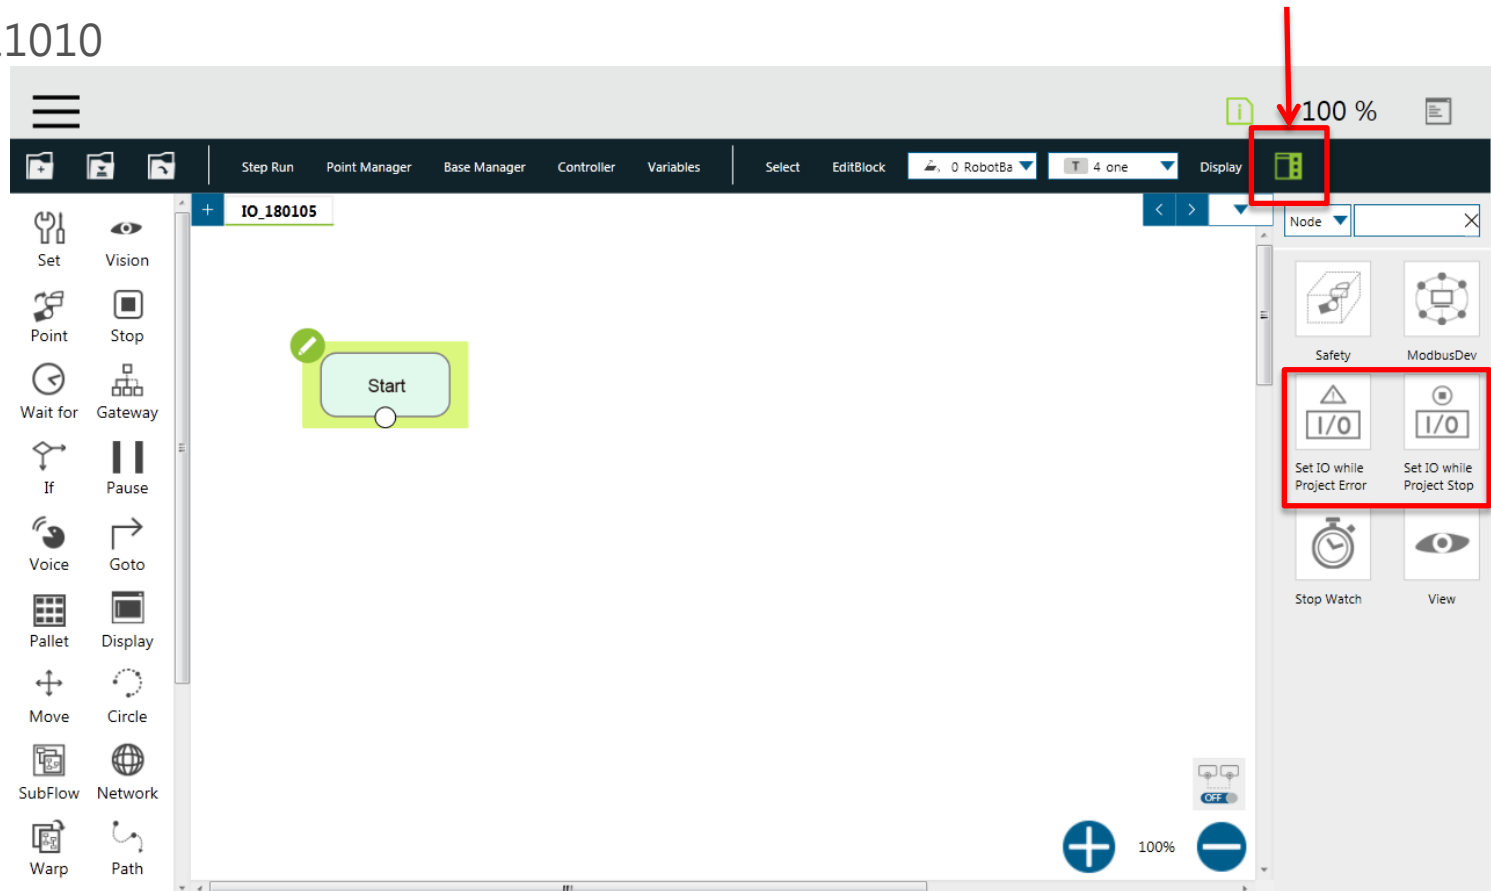 1010
100 %
Step Run Point Manager Base Manager Controller Variables Select EditBlock 0 RobotBa T 4 one Display
+ IO_180105 < >
Node
Set Vision
Point Stop
Wait for Gateway
If Pause
Voice Goto
Pallet Display
Move Circle
SubFlow Network
Warp Path
Start
Safety ModbusDev
I/O I/O
Set IO while
Project Error
Set IO while
Project Stop
Stop Watch View
OFF
100%